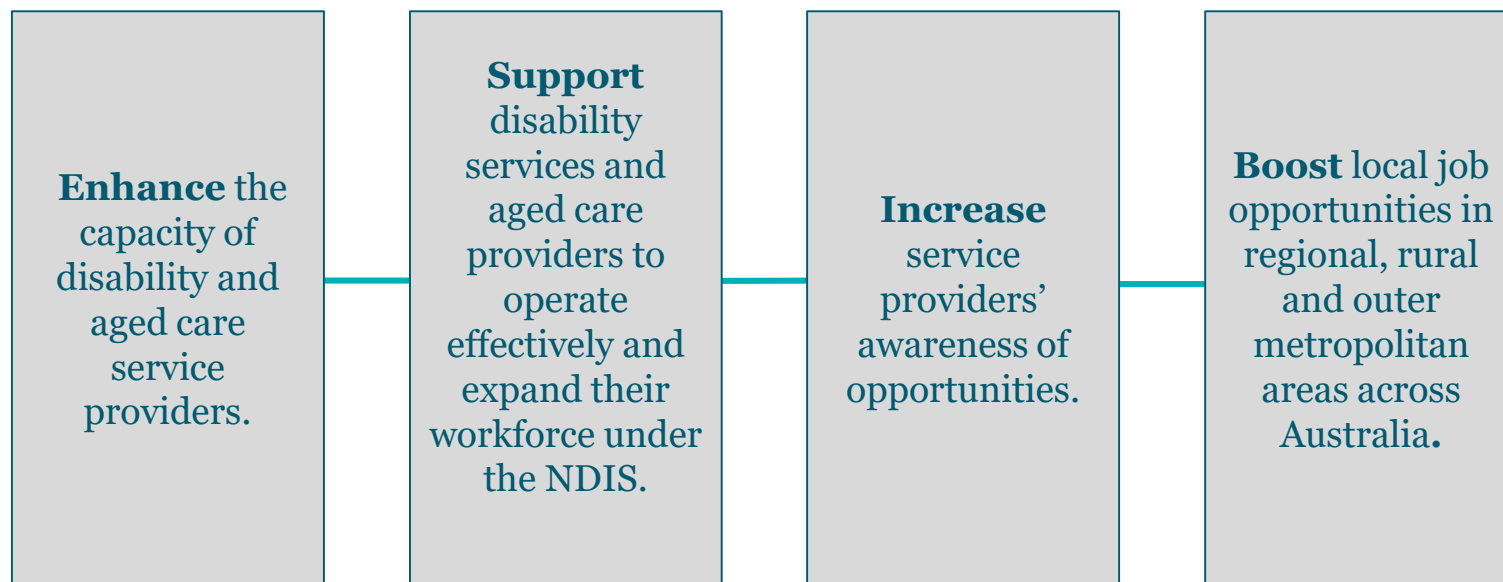 Enhance the
capacity of
disability and
aged care
service
providers.
Support
disability
services and
aged care
providers to
operate
effectively and
expand their
workforce under
the NDIS.
Increase
service
providers’
awareness of
opportunities.
Boost local job
opportunities in
regional, rural
and outer
metropolitan
areas across
Australia.